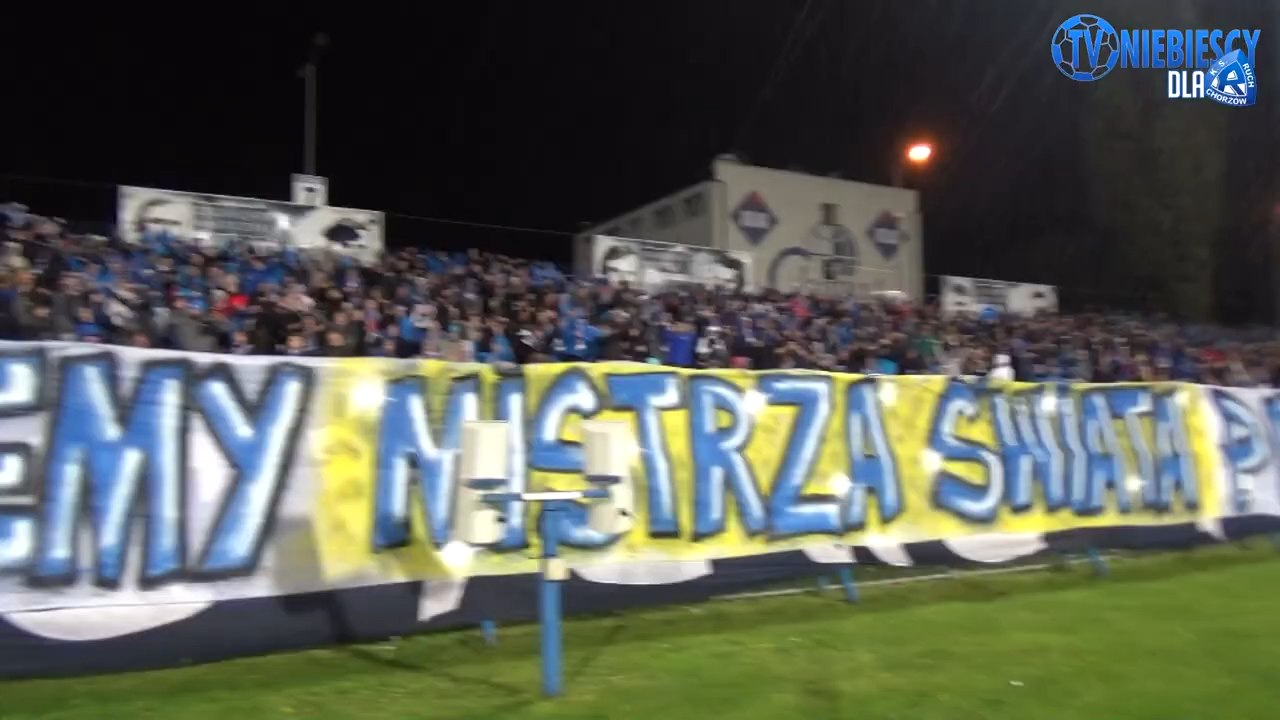 TV NIEBIESCY
DLA
K S RUCH
CHORZÓW
EMY MISTRZA ŚWIATA P